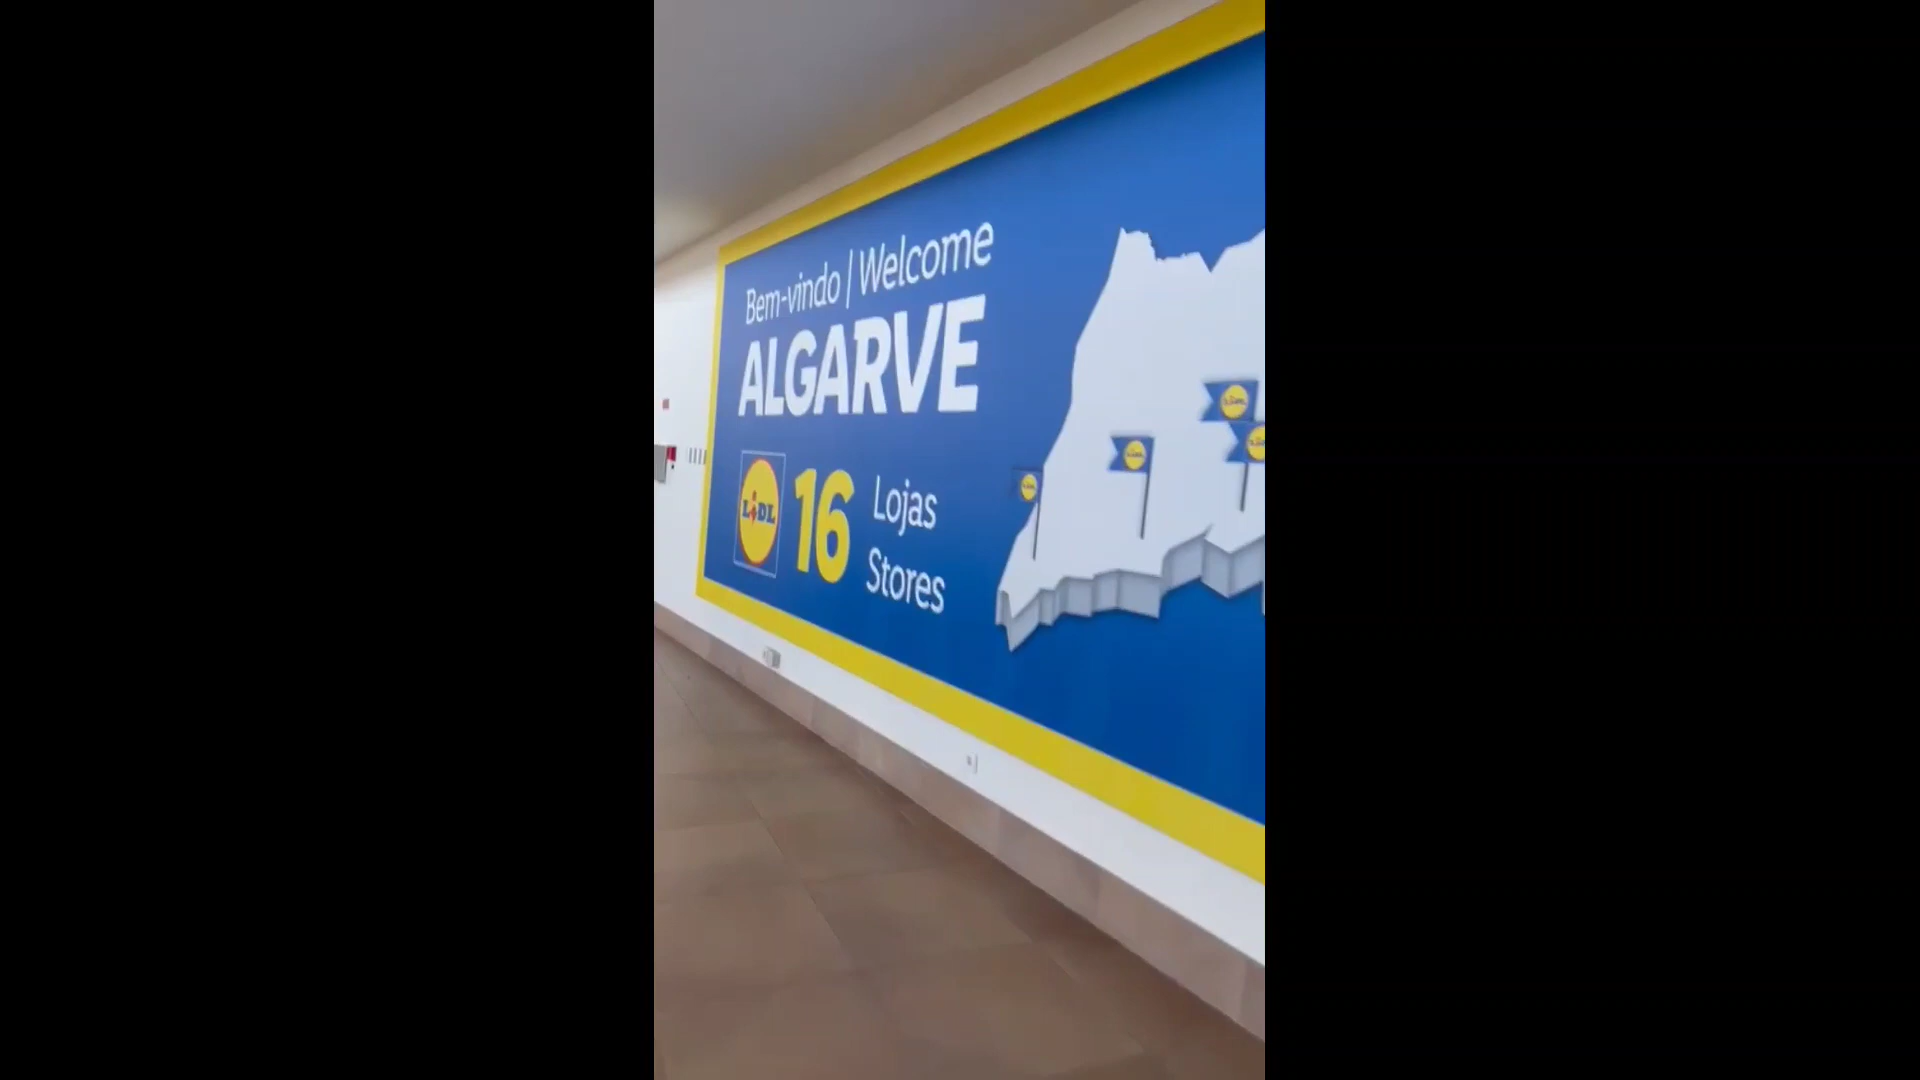 Bem-vindo | Welcome
ALGARVE
LIDL
16
Lojas
Stores